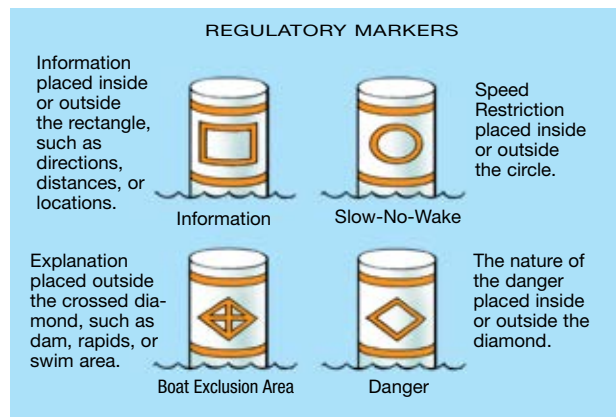 REGULATORY MARKERS
Information
placed inside
or outside
the rectangle,
such as
directions,
distances, or
locations.
Information
Speed
Restriction
placed inside
or outside
the circle.
Slow-No-Wake
Explanation
placed outside
the crossed dia-
mond, such as
dam, rapids, or
swim area.
Boat Exclusion Area
The nature of
the danger
placed inside
or outside the
diamond.
Danger